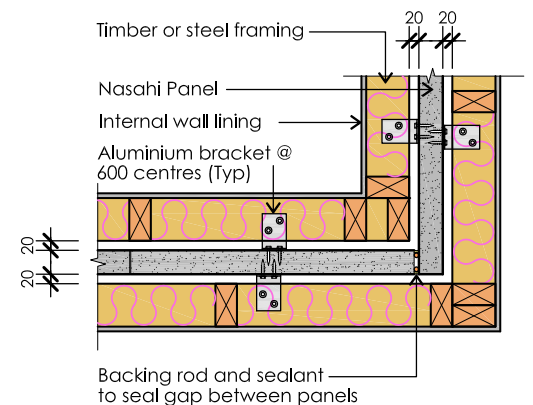 Timber or steel framing
20 20
Nasahi Panel
Internal wall lining
Aluminium bracket @
600 centres (Typ)
20
20
Backing rod and sealant
to seal gap between panels